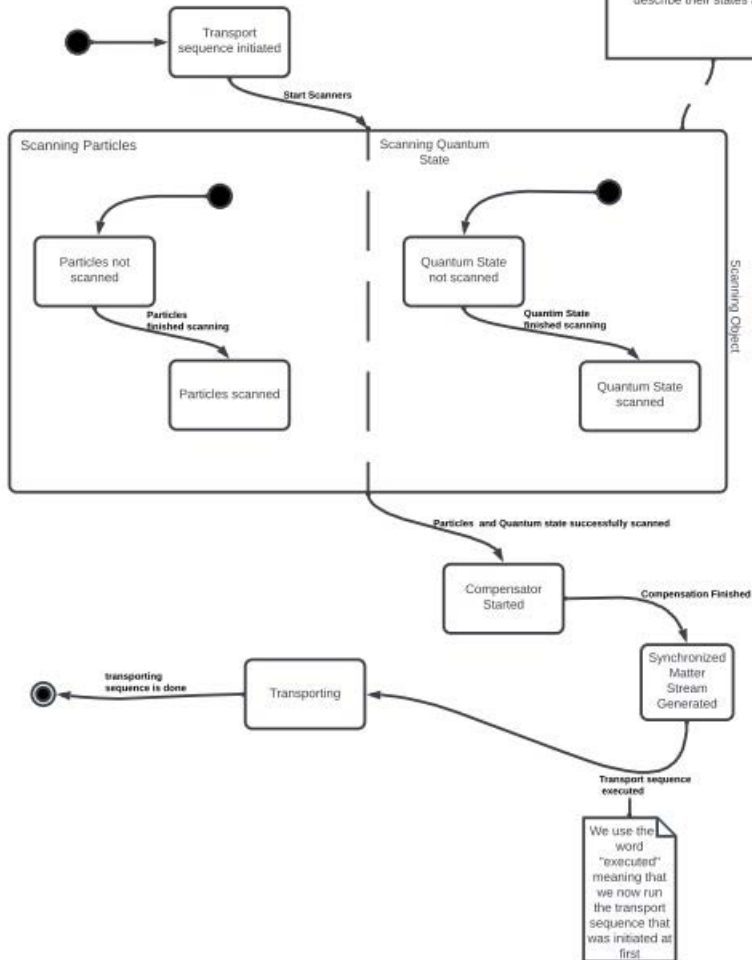 describe their states
Transport
sequence initiated
Start Scanners
Scanning Particles
Scanning Quantum
State
Particles not
scanned
Quantum State
not scanned
Particles
finished scanning
Quantim State
finished scanning
Scanning Object
Particles scanned
Quantum State
scanned
Particles and Quantum state successfully scanned
Compensator
Started
Compensation Finished
Synchronized
Matter
Stream
Generated
transporting
sequence is done
Transporting
Transport sequence
executed
We use the
word
"executed"
meaning that
we now run
the transport
sequence that
was initiated at
first